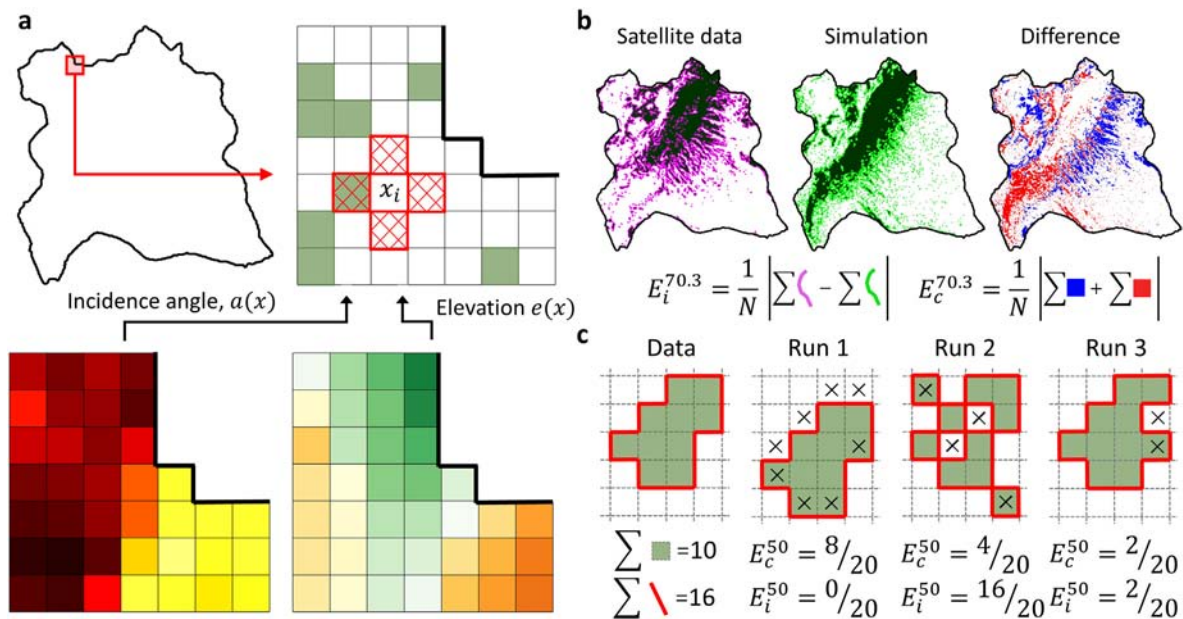 a
x_i
Incidence angle, a(x)
Elevation e(x)
b
Satellite data Simulation Difference
E_i^{70.3} = 1/N |∑ − ∑ | E_c^{70.3} = 1/N |∑ + ∑ |
c
Data Run 1 Run 2 Run 3
∑ =10 E_c^{50} = 8/20 E_c^{50} = 4/20 E_c^{50} = 2/20
∑ =16 E_i^{50} = 0/20 E_i^{50} = 16/20 E_i^{50} = 2/20